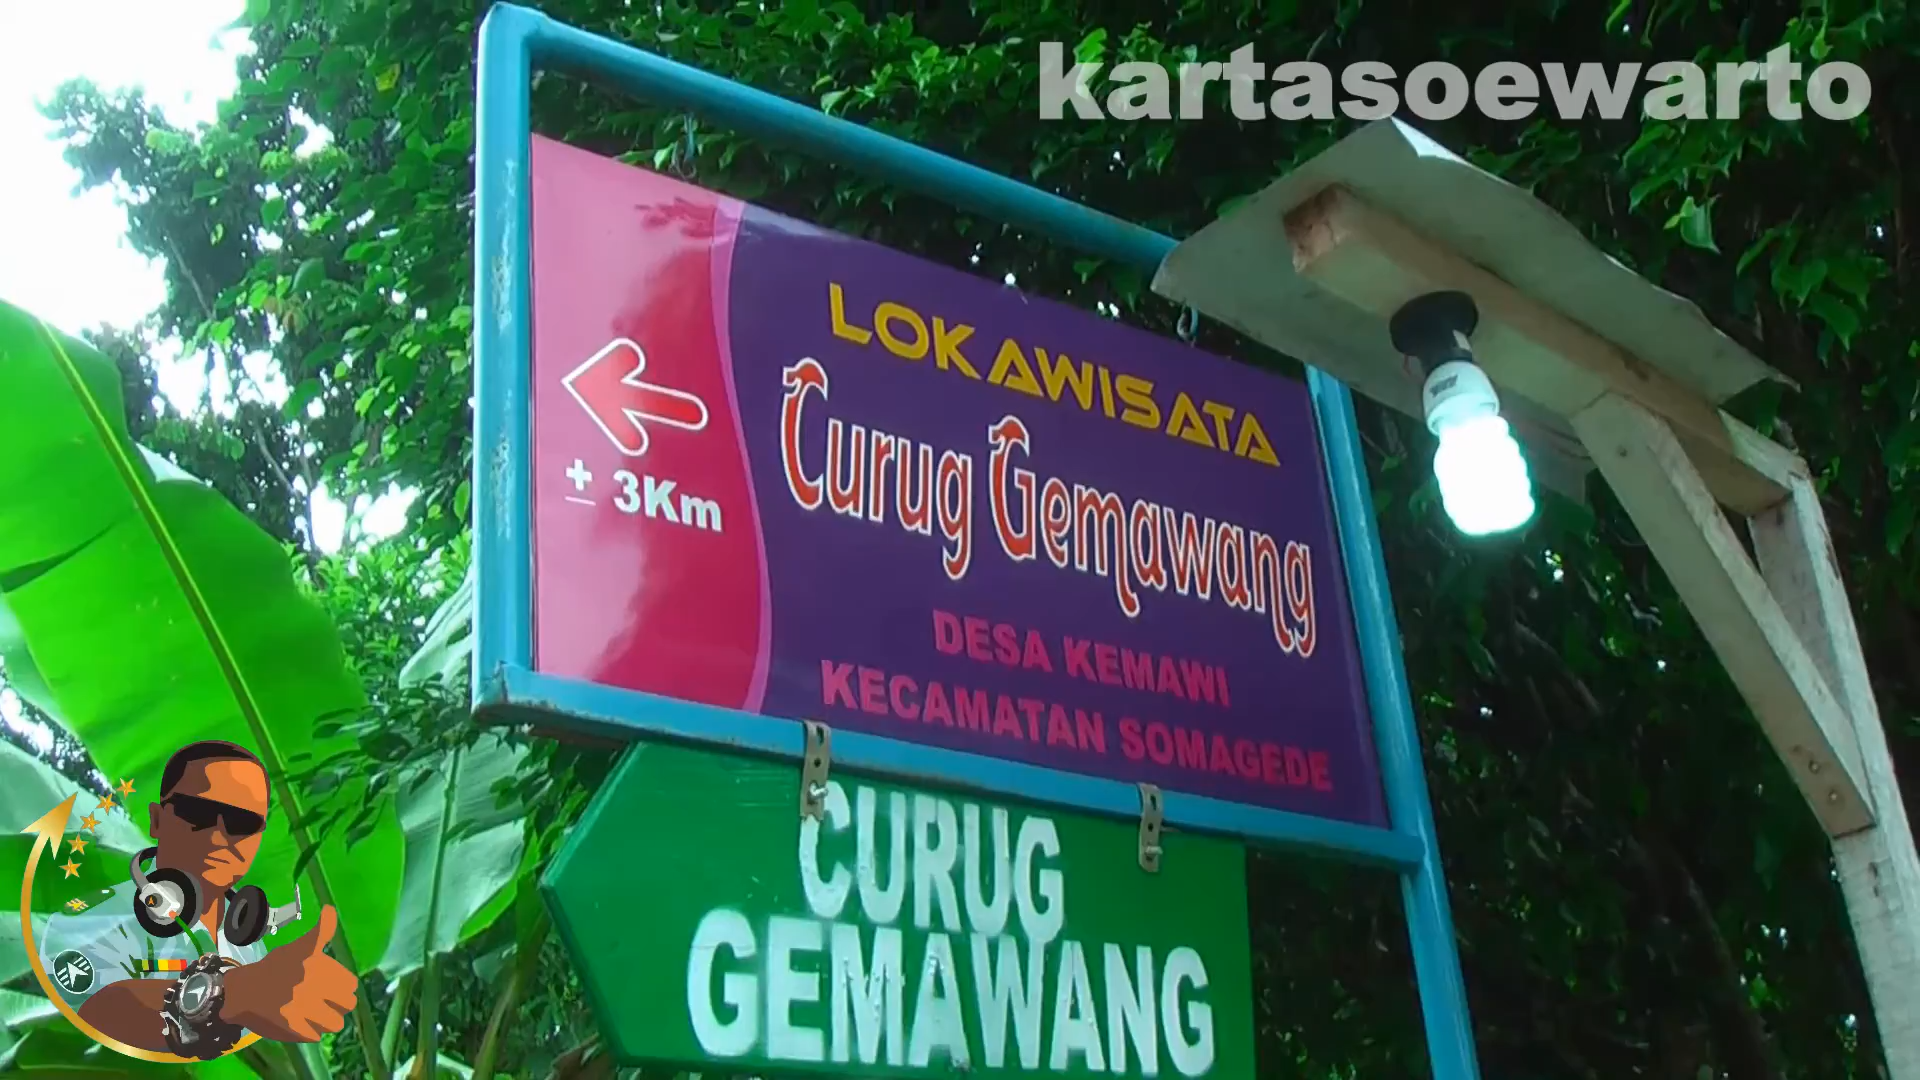 kartasoewarto
LOKAWISATA
Curug Gemawang
± 3Km
DESA KEMAWI
KECAMATAN SOMAGEDE
CURUG
GEMAWANG